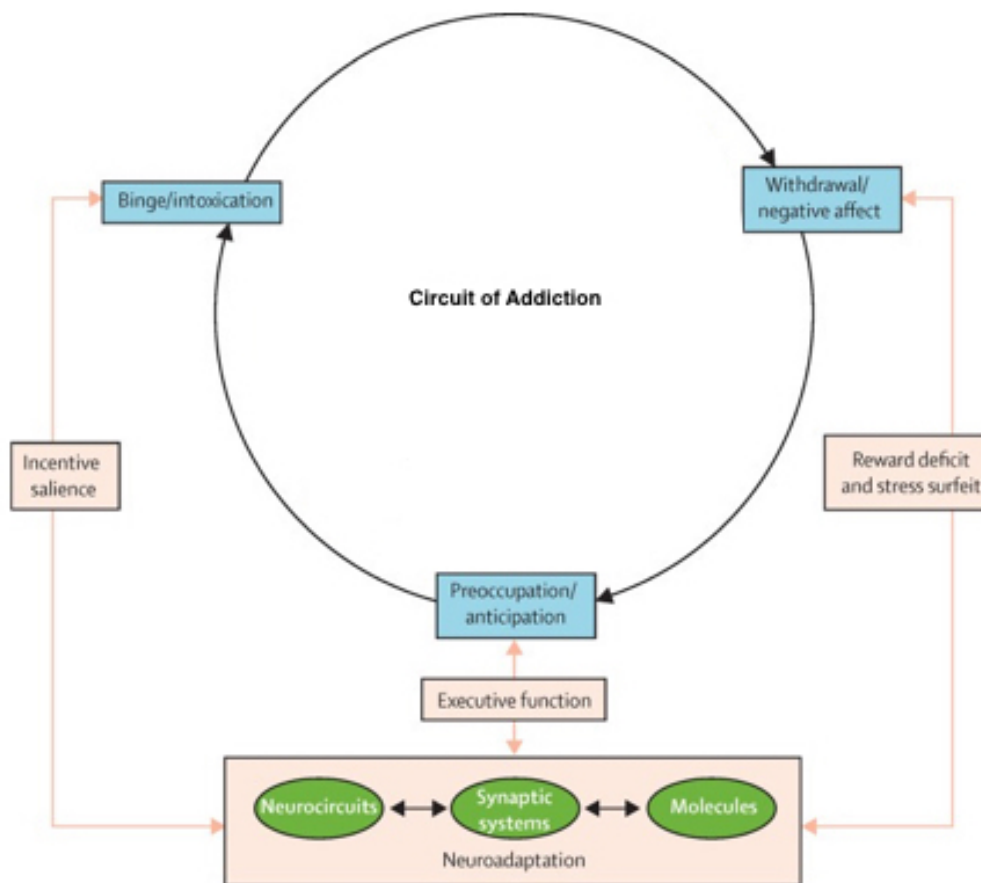 Binge/intoxication
Withdrawal/
negative affect
Circuit of Addiction
Incentive
salience
Reward deficit
and stress surfeit
Preoccupation/
anticipation
Executive function
Neurocircuits
Synaptic
systems
Molecules
Neuroadaptation